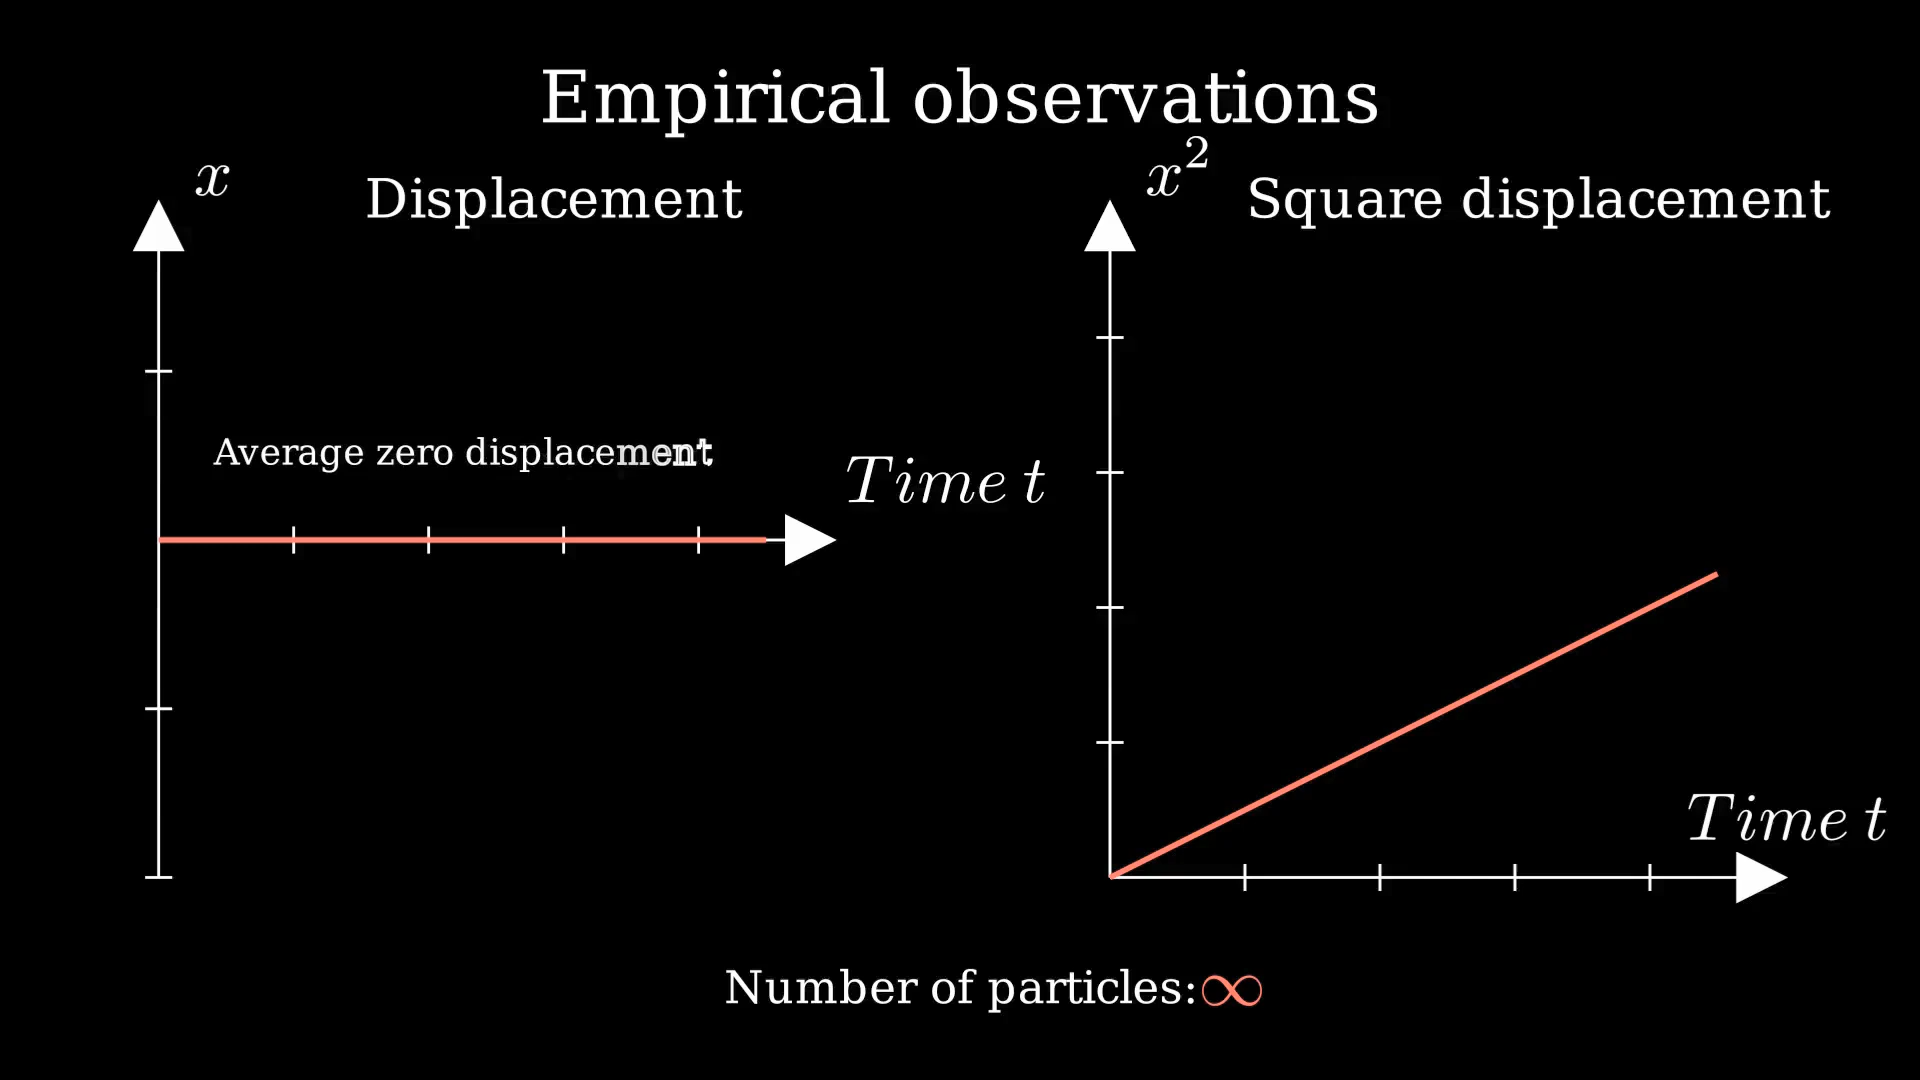 Empirical observations
x
Displacement
x²
Square displacement
Average zero displacement.
Time t
Time t
Number of particles:∞